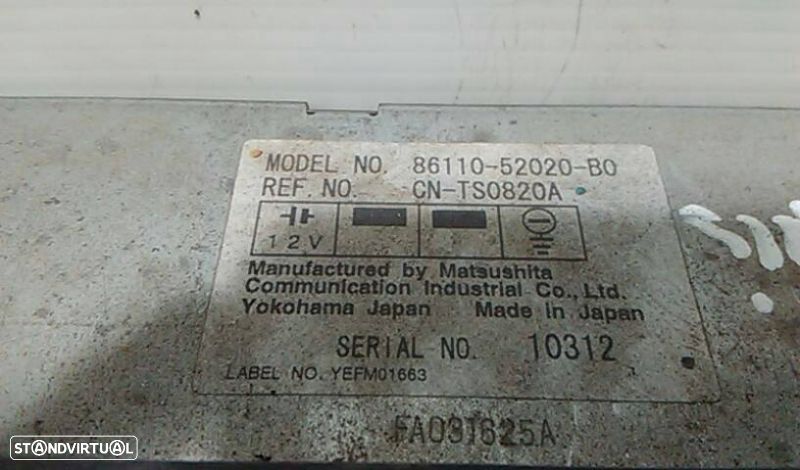 MODEL NO. 86110-52020-B0
REF. NO. CN-TS0820A
12V
Manufactured by Matsushita
Communication Industrial Co., Ltd.
Yokohama Japan Made in Japan
SERIAL NO. 10312
LABEL NO. YEFM01663
FA031625A
STANDVIRTUAL